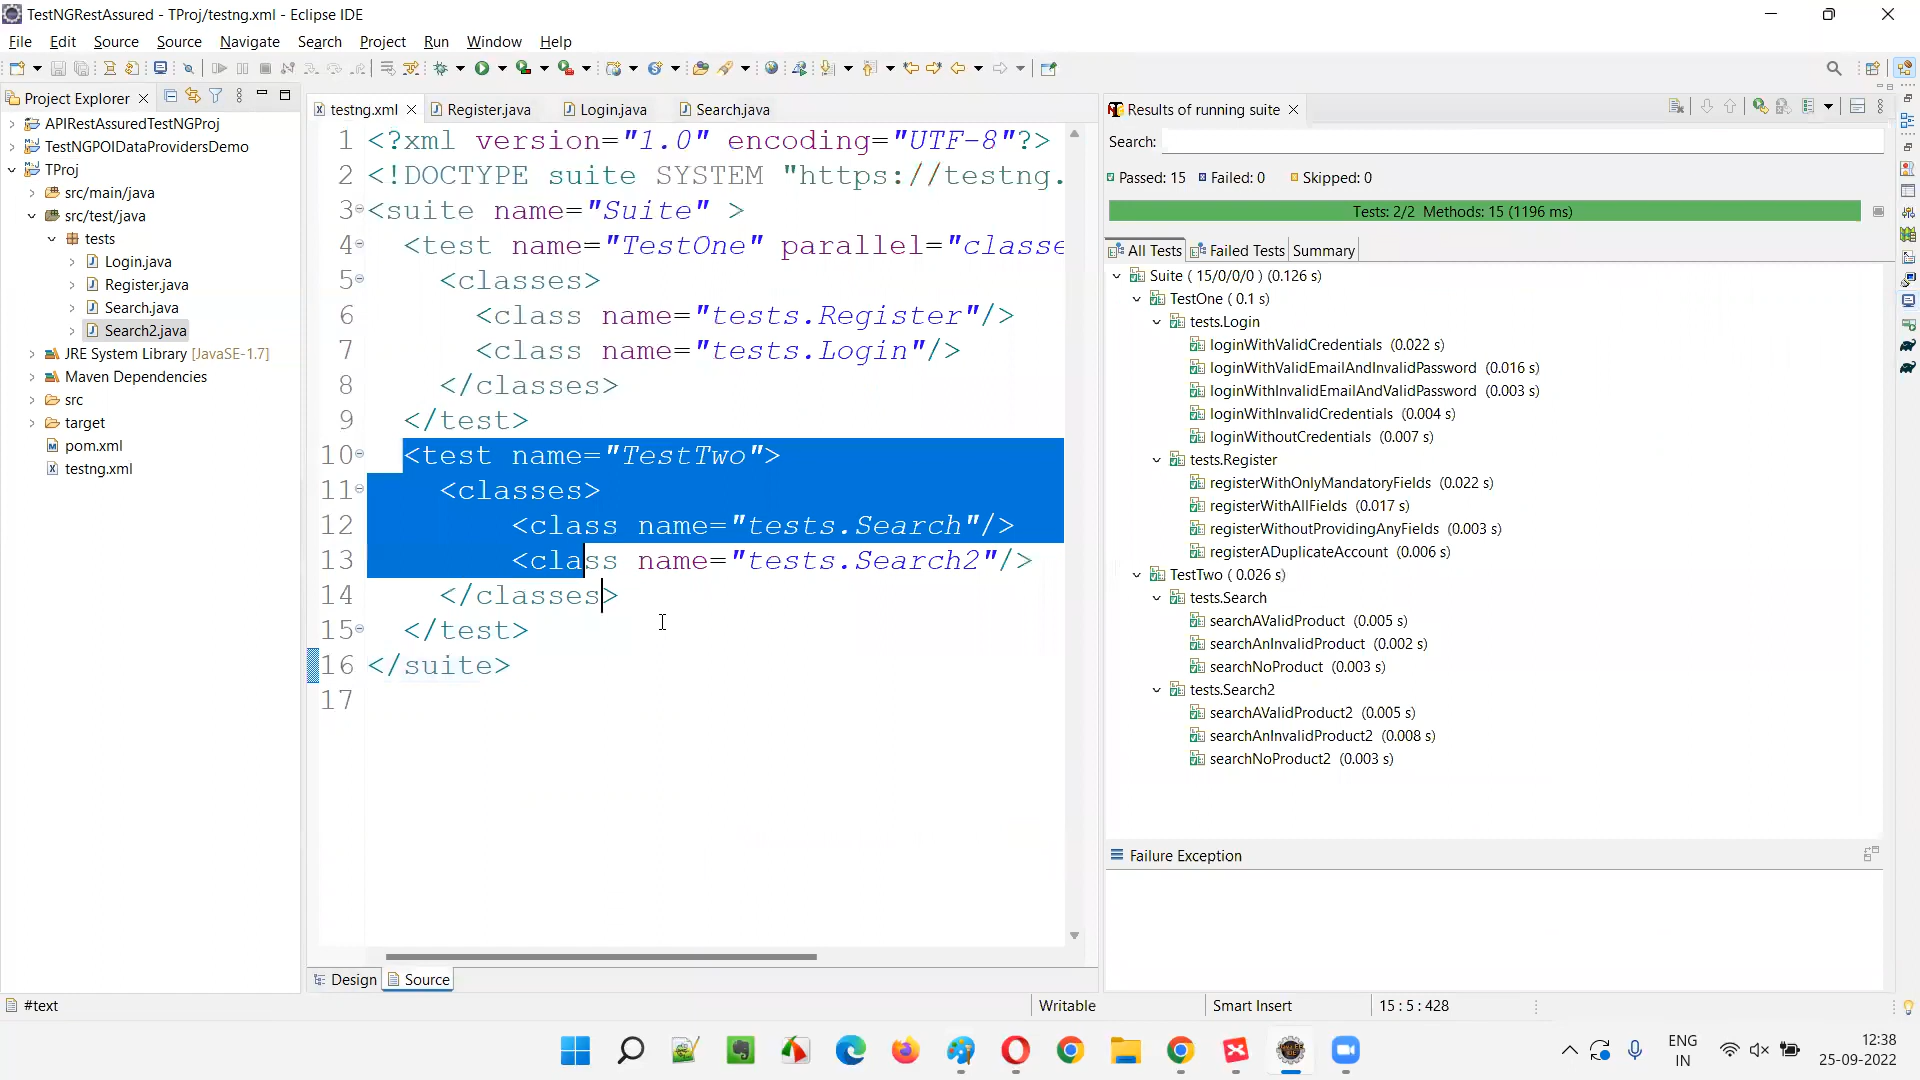 TestNGRestAssured - TProj/testng.xml - Eclipse IDE
File Edit Source Source Navigate Search Project Run Window Help
Project Explorer
APIRestAssuredTestNGProj
TestNGPOIDataProvidersDemo
TProj
src/main/java
src/test/java
tests
Login.java
Register.java
Search.java
Search2.java
JRE System Library [JavaSE-1.7]
Maven Dependencies
src
target
pom.xml
testng.xml
testng.xml Register.java Login.java Search.java
1 <?xml version="1.0" encoding="UTF-8"?>
2 <!DOCTYPE suite SYSTEM "https://testng.
3 <suite name="Suite" >
4 <test name="TestOne" parallel="classe
5 <classes>
6 <class name="tests.Register"/>
7 <class name="tests.Login"/>
8 </classes>
9 </test>
10 <test name="TestTwo">
11 <classes>
12 <class name="tests.Search"/>
13 <class name="tests.Search2"/>
14 </classes>
15 </test>
16 </suite>
17
Design Source
Results of running suite
Search:
Passed: 15 Failed: 0 Skipped: 0
Tests: 2/2 Methods: 15 (1196 ms)
All Tests Failed Tests Summary
Suite ( 15/0/0/0 ) (0.126 s)
TestOne ( 0.1 s)
tests.Login
loginWithValidCredentials (0.022 s)
loginWithValidEmailAndInvalidPassword (0.016 s)
loginWithInvalidEmailAndValidPassword (0.003 s)
loginWithInvalidCredentials (0.004 s)
loginWithoutCredentials (0.007 s)
tests.Register
registerWithOnlyMandatoryFields (0.022 s)
registerWithAllFields (0.017 s)
registerWithoutProvidingAnyFields (0.003 s)
registerADuplicateAccount (0.006 s)
TestTwo ( 0.026 s)
tests.Search
searchAValidProduct (0.005 s)
searchAnInvalidProduct (0.002 s)
searchNoProduct (0.003 s)
tests.Search2
searchAValidProduct2 (0.005 s)
searchAnInvalidProduct2 (0.008 s)
searchNoProduct2 (0.003 s)
Failure Exception
#text Writable Smart Insert 15 : 5 : 428
ENG
IN
12:38
25-09-2022